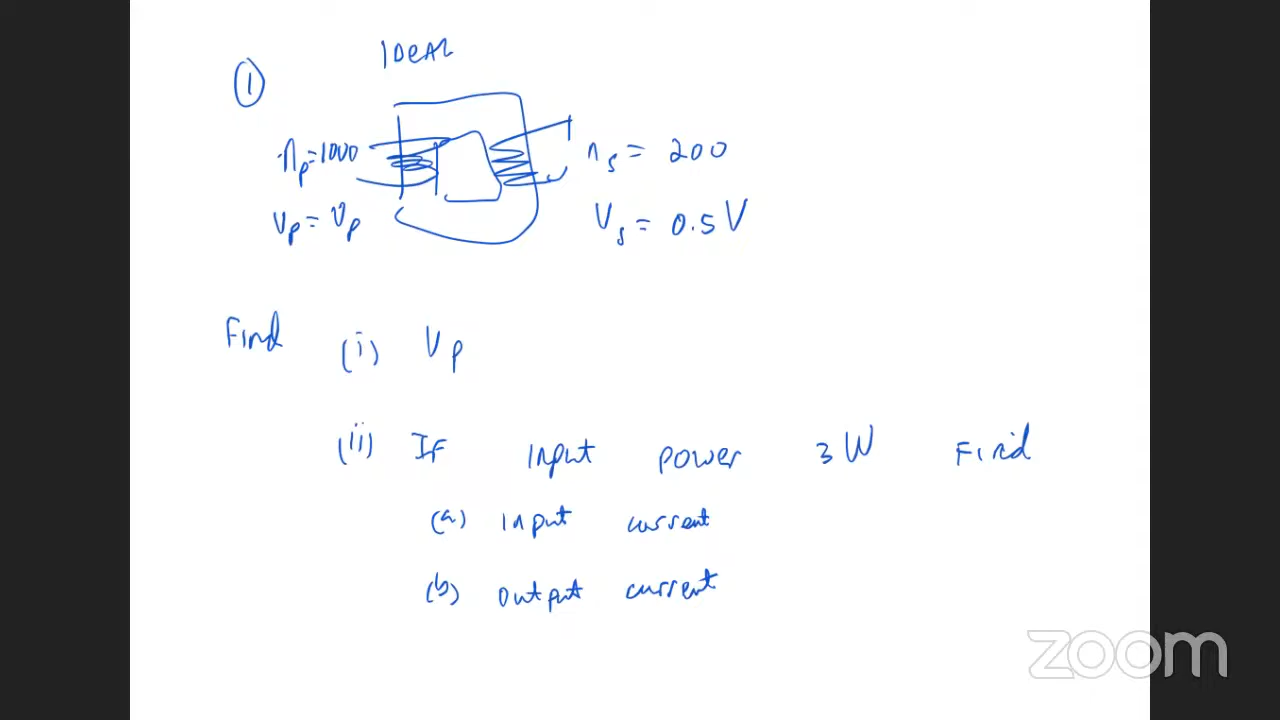 IDEAL
①
np=1000
ns = 200
Vp = Vp
Vs = 0.5V
Find (i) Vp
(ii) IF input power 3W Find
(a) input current
(b) output current
zoom